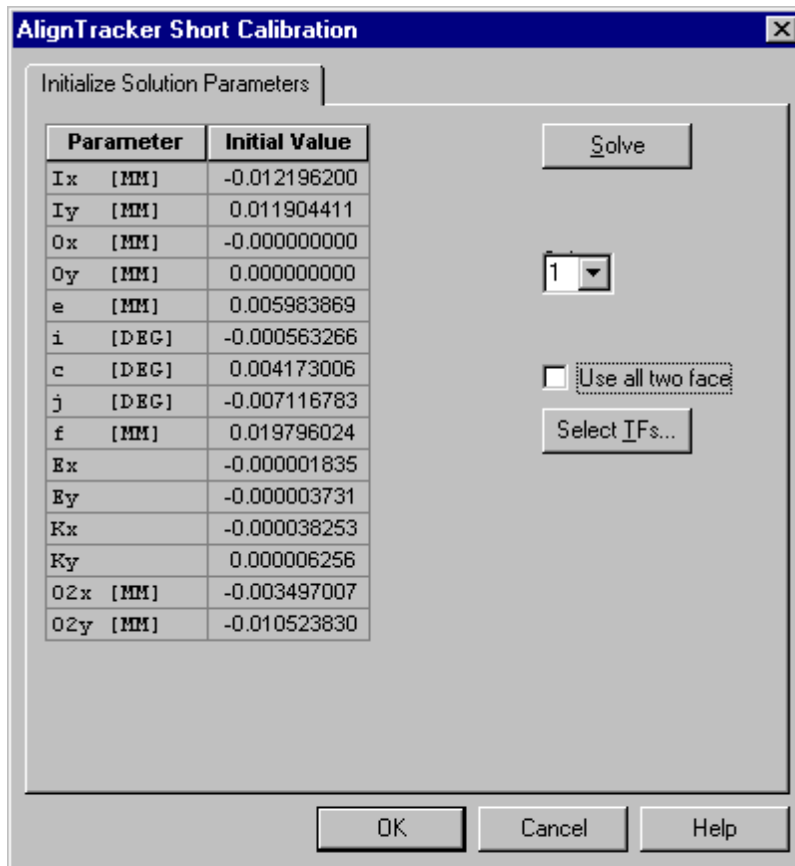 AlignTracker Short Calibration
Initialize Solution Parameters
Parameter Initial Value
Ix [MM] -0.012196200
Iy [MM] 0.011904411
Ox [MM] -0.000000000
Oy [MM] 0.000000000
e [MM] 0.005983869
i [DEG] -0.000563266
c [DEG] 0.004173006
j [DEG] -0.007116783
f [MM] 0.019796024
Ex -0.000001835
Ey -0.000003731
Kx -0.000038253
Ky 0.000006256
O2x [MM] -0.003497007
O2y [MM] -0.010523830
Solve
1
Use all two face
Select TFs...
OK Cancel Help